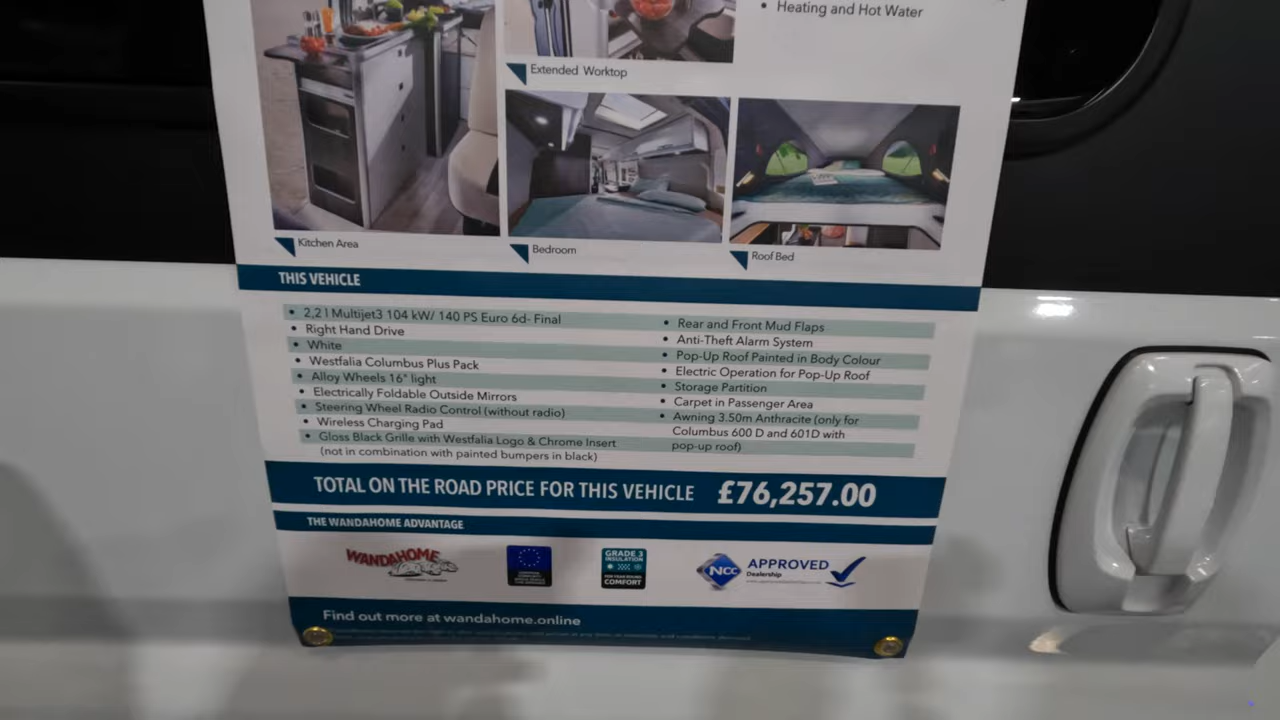 • Heating and Hot Water
Extended Worktop
Kitchen Area
Bedroom
Roof Bed
THIS VEHICLE
• 2,2 l Multijet3 104 kW/ 140 PS Euro 6d- Final
• Right Hand Drive
• White
• Westfalia Columbus Plus Pack
• Alloy Wheels 16" light
• Electrically Foldable Outside Mirrors
• Steering Wheel Radio Control (without radio)
• Wireless Charging Pad
• Gloss Black Grille with Westfalia Logo & Chrome Insert
(not in combination with painted bumpers in black)
• Rear and Front Mud Flaps
• Anti-Theft Alarm System
• Pop-Up Roof Painted in Body Colour
• Electric Operation for Pop-Up Roof
• Storage Partition
• Carpet in Passenger Area
• Awning 3.50m Anthracite (only for
Columbus 600 D and 601D with
pop-up roof)
TOTAL ON THE ROAD PRICE FOR THIS VEHICLE £76,257.00
THE WANDAHOME ADVANTAGE
WANDAHOME
GRADE 3
INSULATION
FOR YEAR ROUND
COMFORT
NCC
APPROVED
Dealership
Find out more at wandahome.online